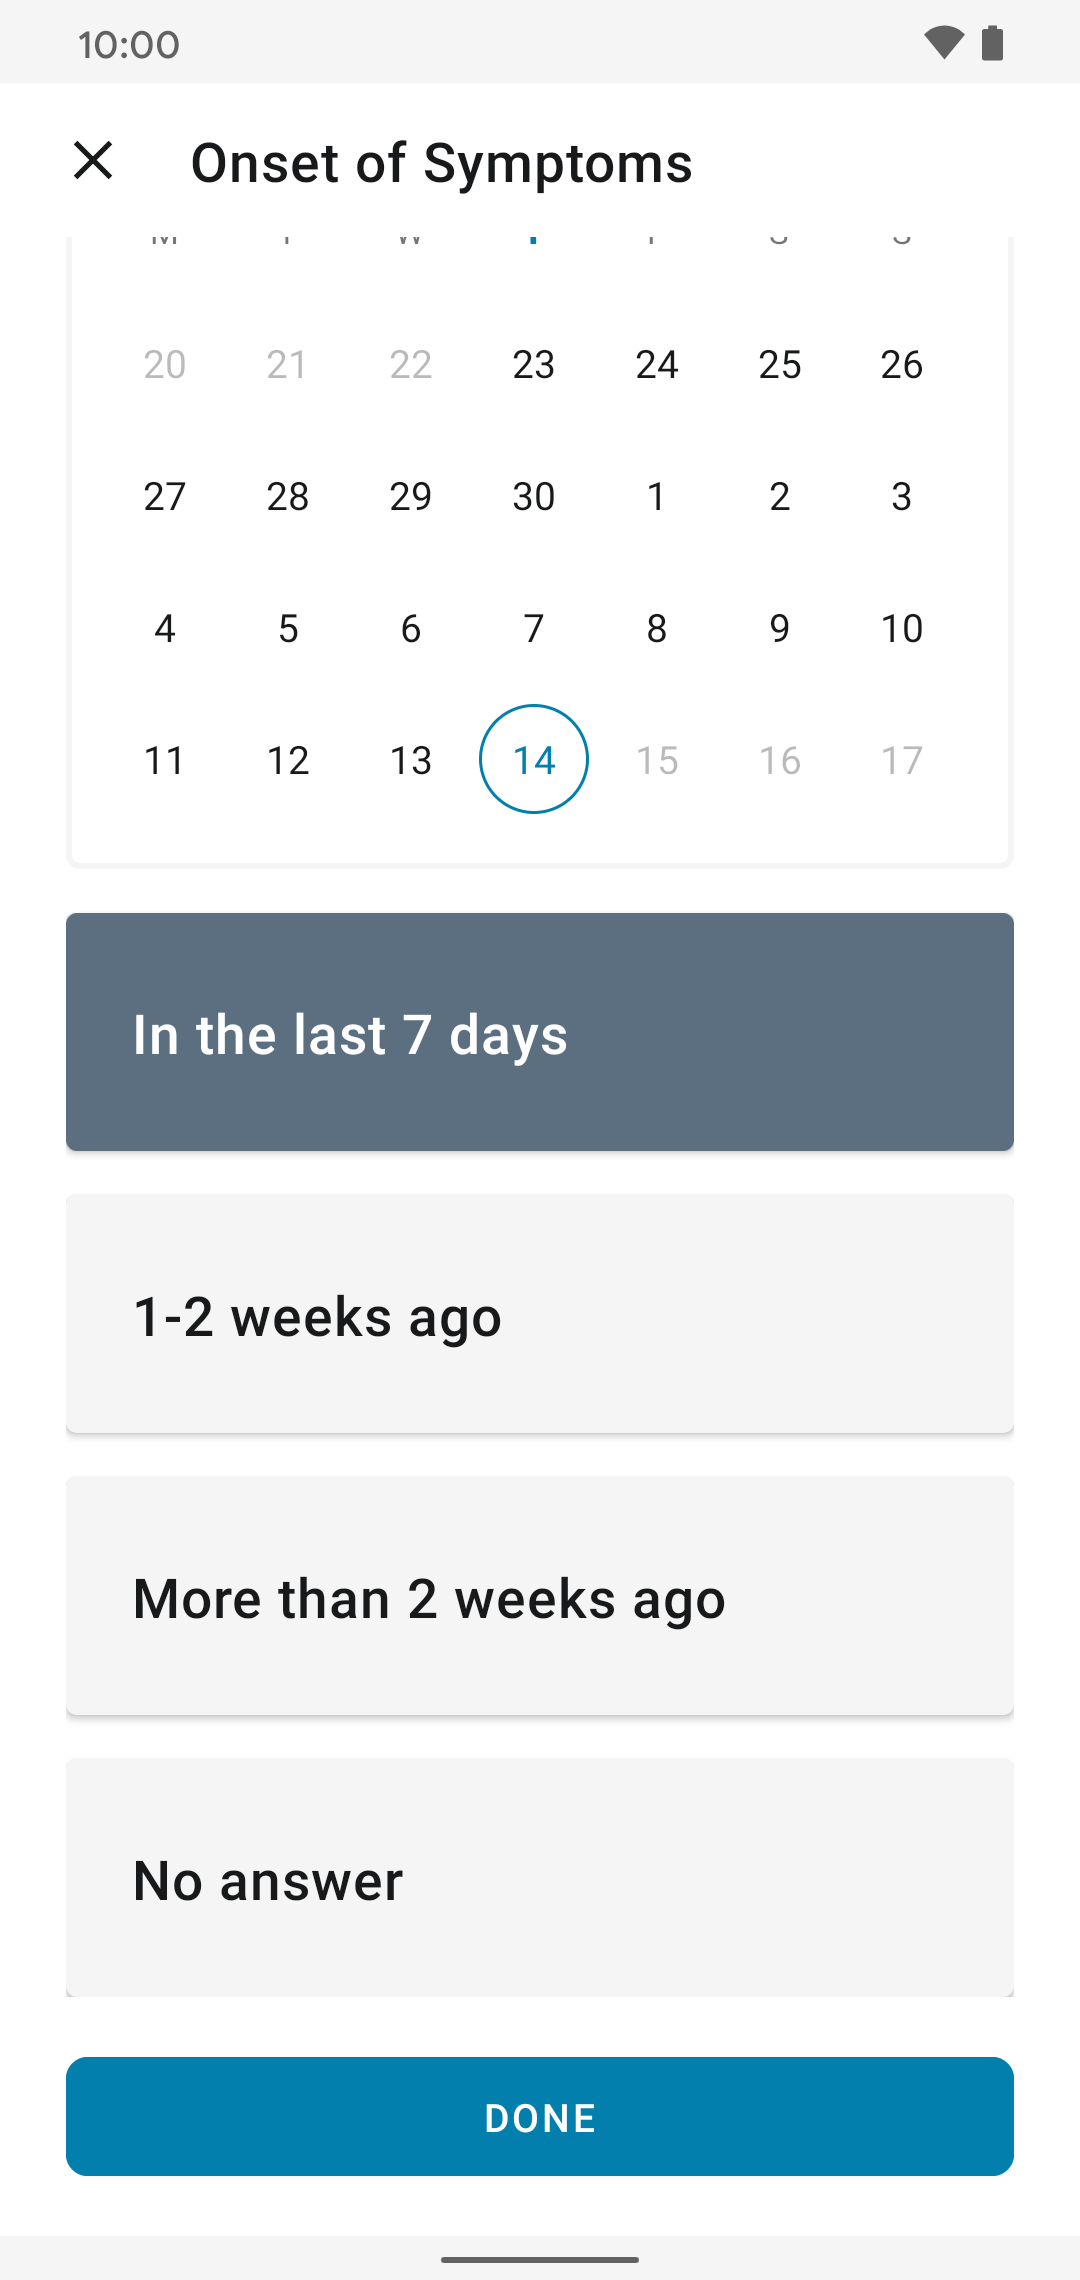 10:00
Onset of Symptoms
20 21 22 23 24 25 26
27 28 29 30 1 2 3
4 5 6 7 8 9 10
11 12 13 14 15 16 17
In the last 7 days
1-2 weeks ago
More than 2 weeks ago
No answer
DONE